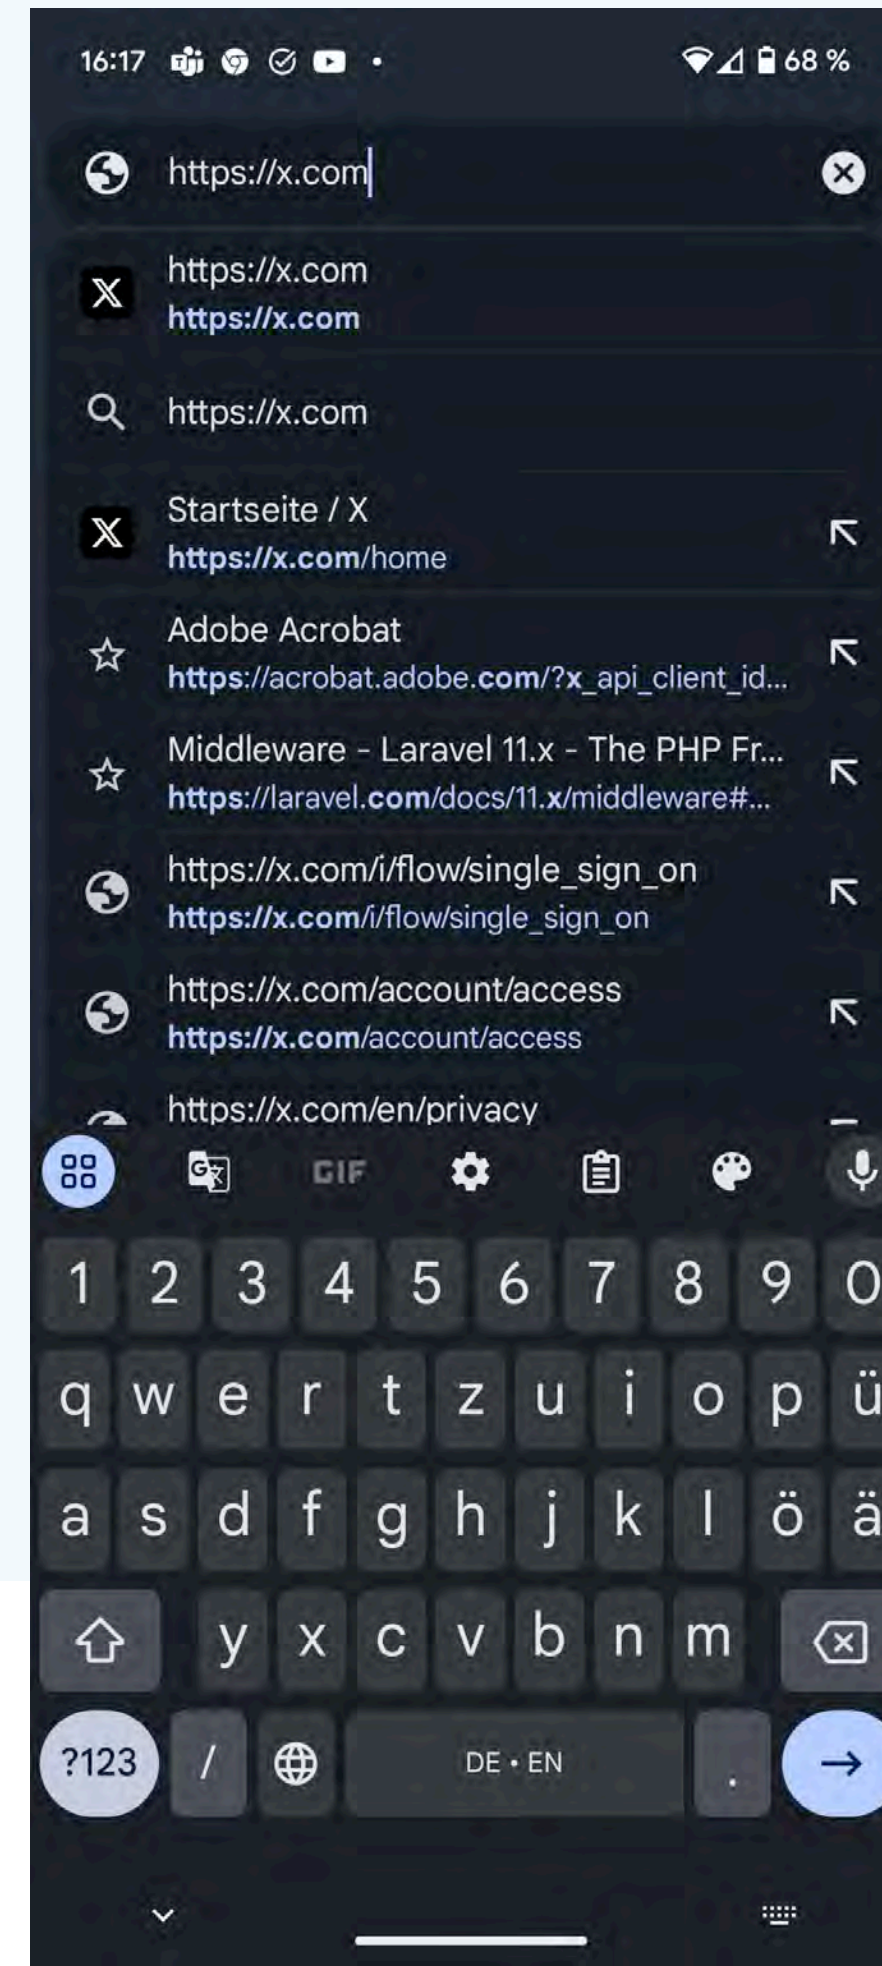 16:17 68 %
https://x.com
https://x.com
https://x.com
https://x.com
Startseite / X
https://x.com/home
Adobe Acrobat
https://acrobat.adobe.com/?x_api_client_id...
Middleware - Laravel 11.x - The PHP Fr...
https://laravel.com/docs/11.x/middleware#...
https://x.com/i/flow/single_sign_on
https://x.com/i/flow/single_sign_on
https://x.com/account/access
https://x.com/account/access
https://x.com/en/privacy
GIF
1 2 3 4 5 6 7 8 9 0
q w e r t z u i o p ü
a s d f g h j k l ö ä
y x c v b n m
?123 / DE • EN .